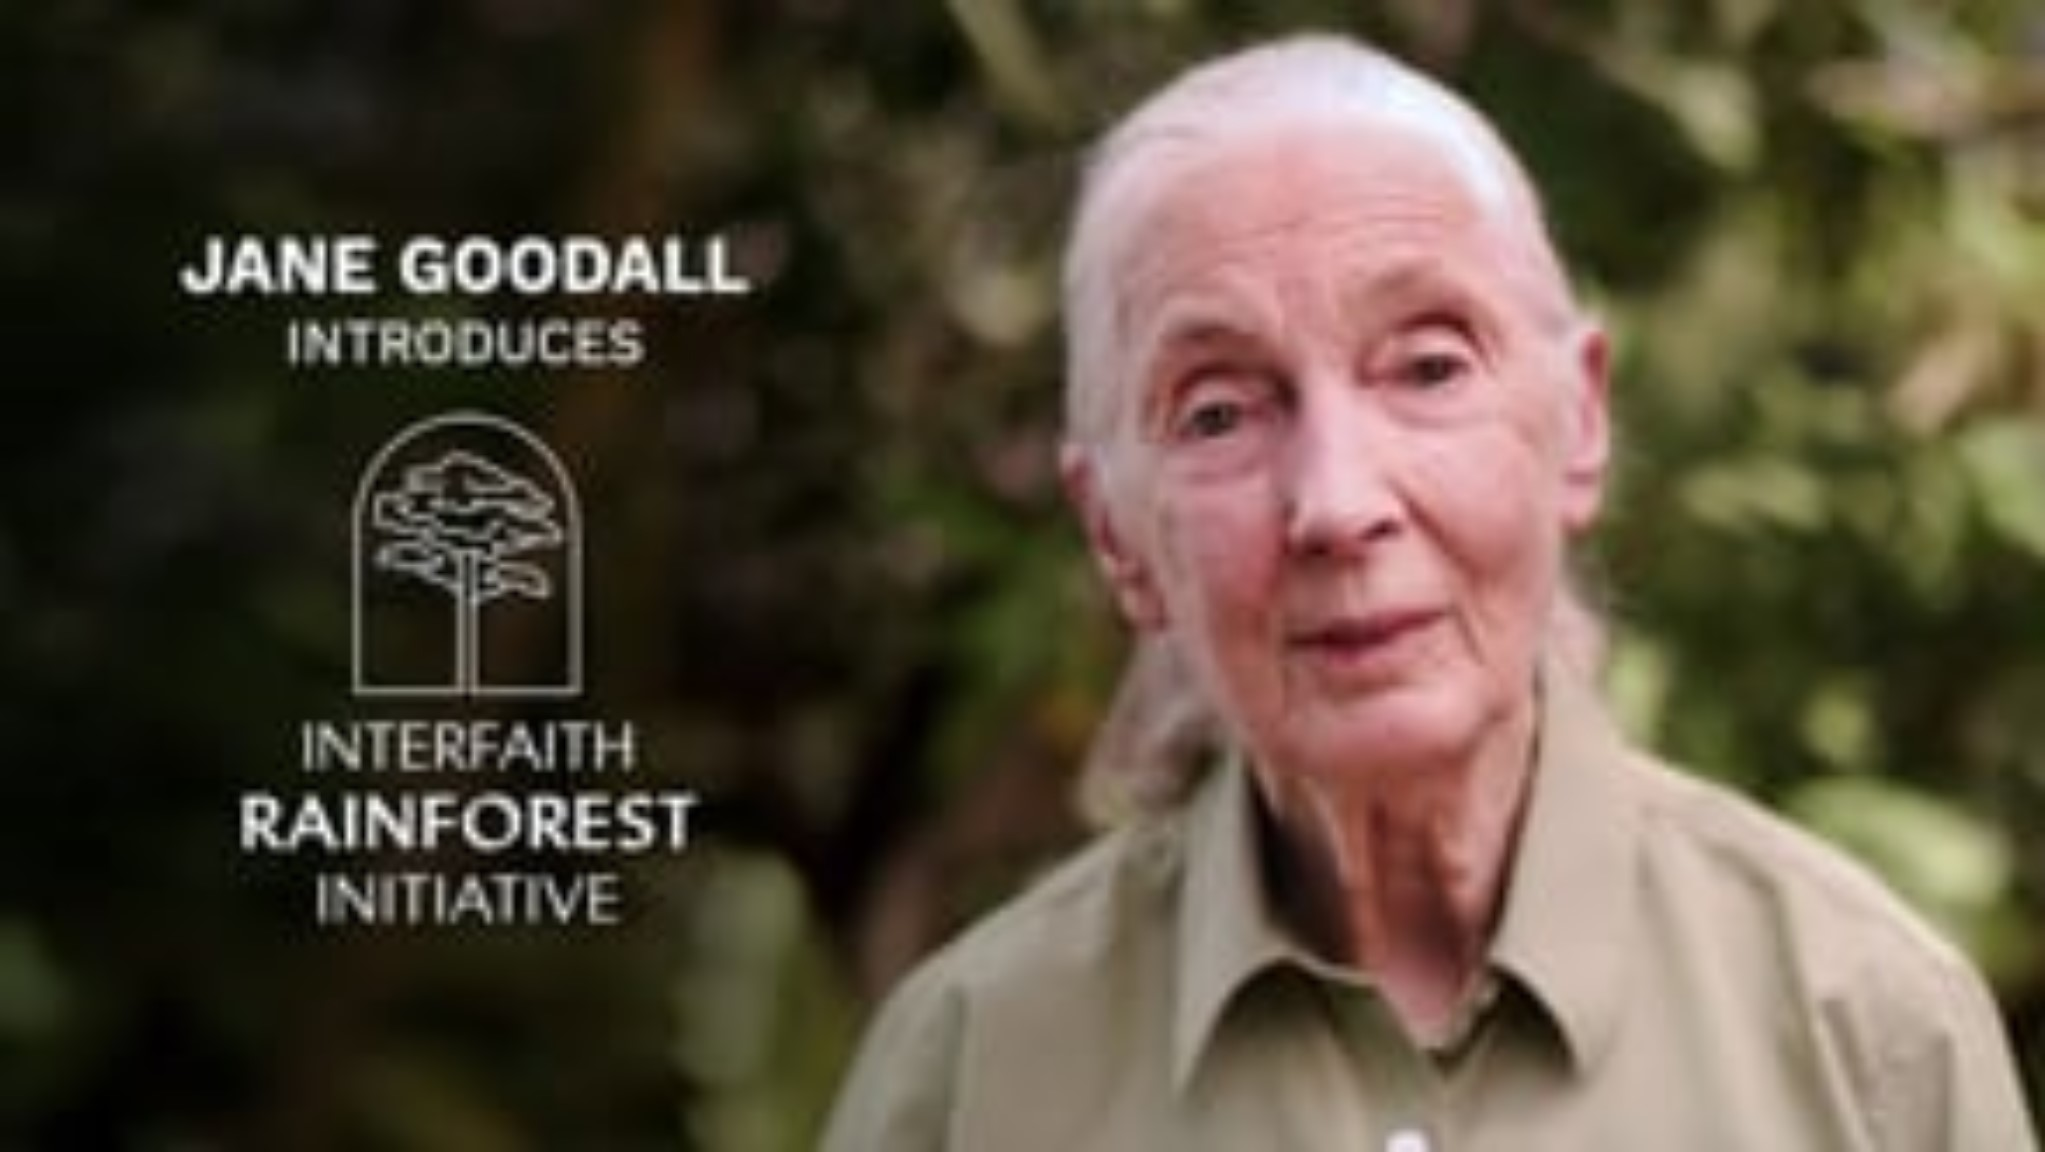 JANE GOODALL
INTRODUCES
INTERFAITH
RAINFOREST
INITIATIVE